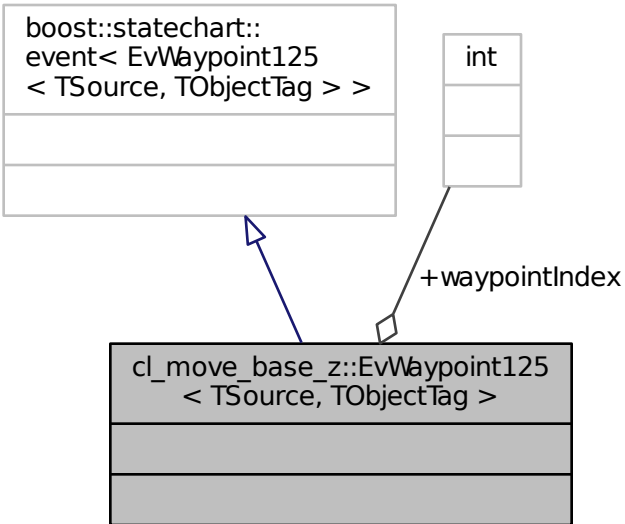 boost::statechart::
event< EvWaypoint125
< TSource, TObjectTag > >
int
+waypointIndex
cl_move_base_z::EvWaypoint125
< TSource, TObjectTag >